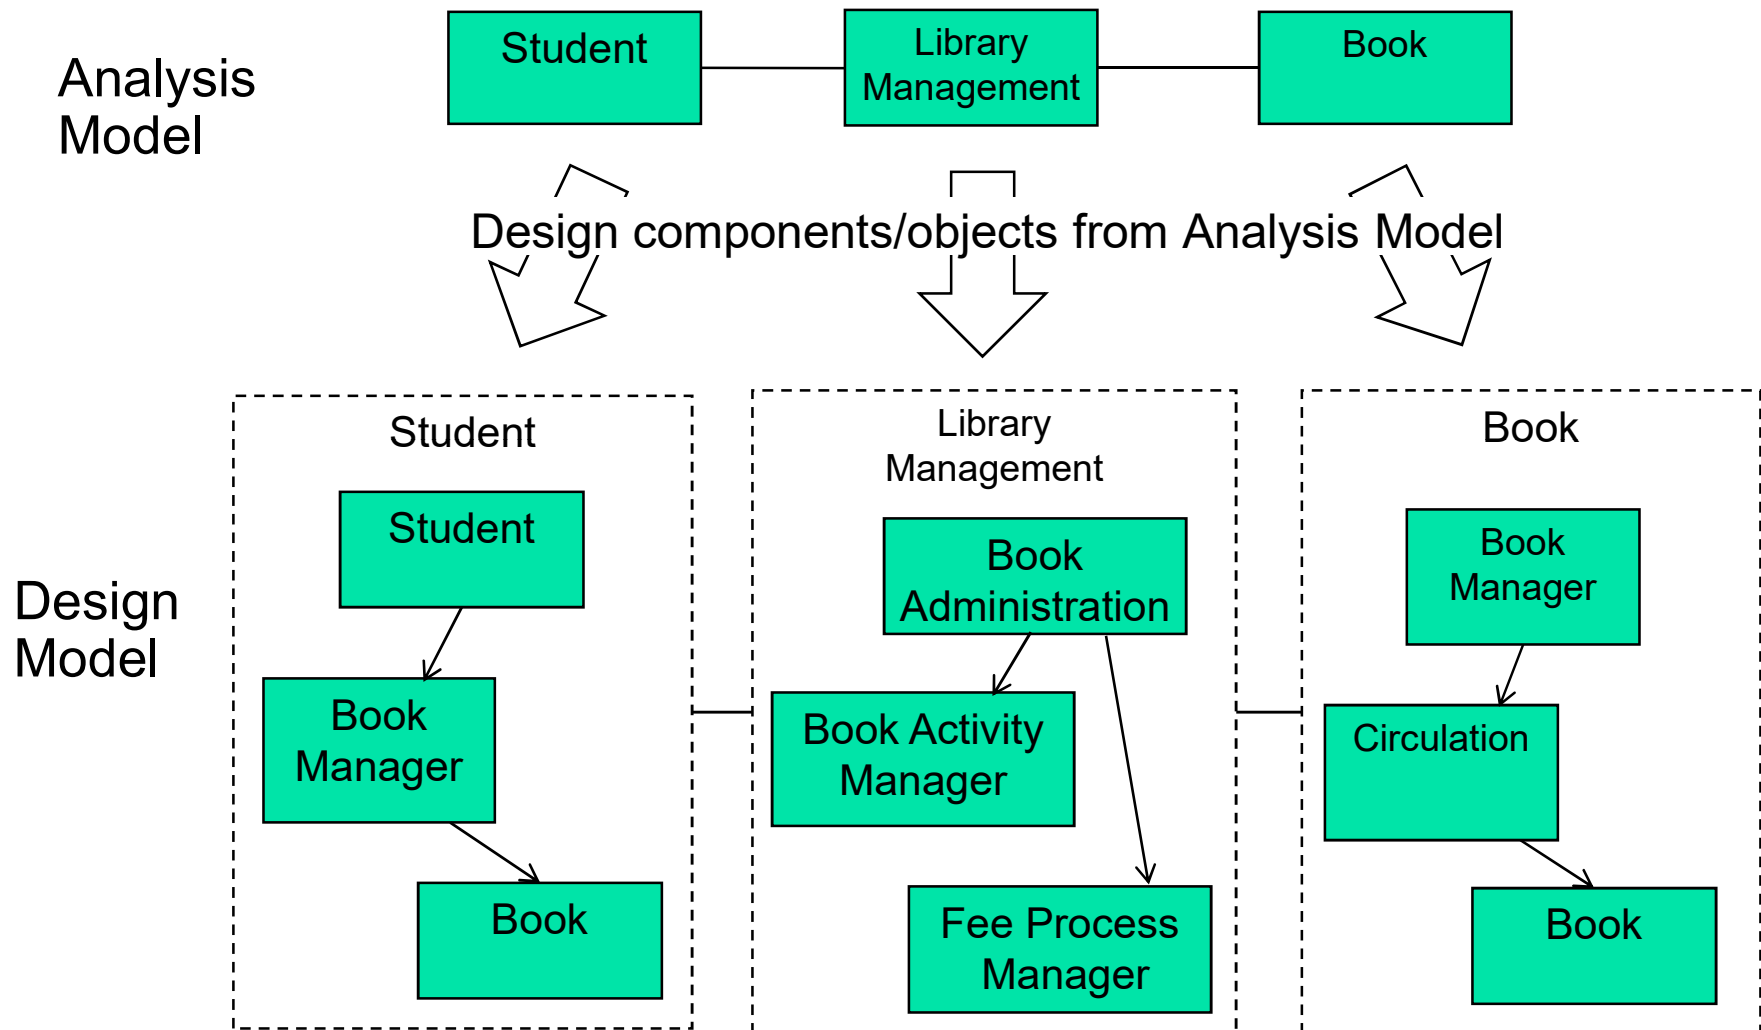 Analysis
Model
Student
Library
Management
Book
Design components/objects from Analysis Model
Design
Model
Student
Student
Book
Manager
Book
Library
Management
Book
Administration
Book Activity
Manager
Fee Process
Manager
Book
Book
Manager
Circulation
Book